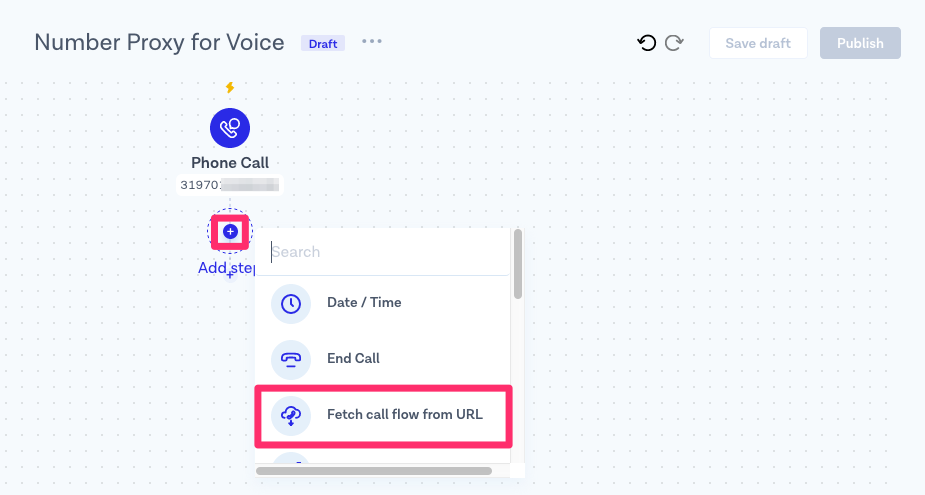 Number Proxy for Voice
Draft
Save draft
Publish
Phone Call
31970
Search
Add step
Date / Time
End Call
Fetch call flow from URL